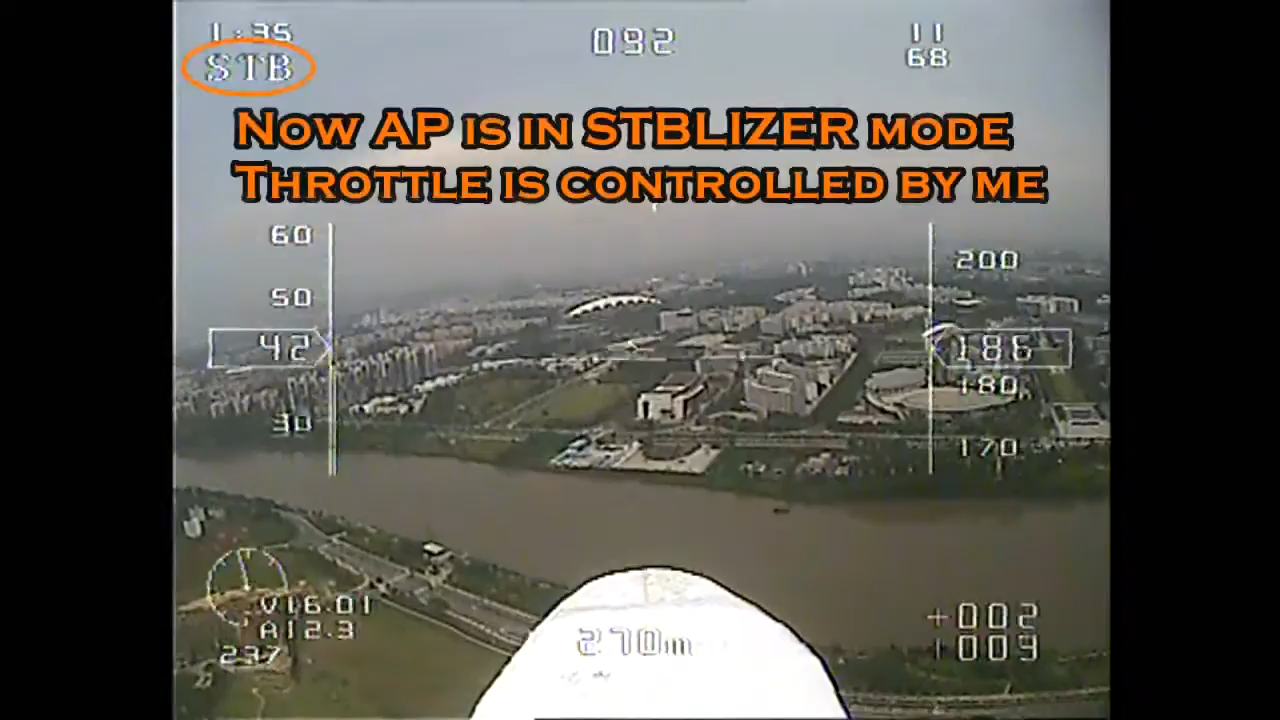 1:35
092
11
STB
68
NOW AP IS IN STBLIZER MODE
THROTTLE IS CONTROLLED BY ME
60
200
50
42
186
180
30
170
V16.01
A12.3
+002
270m
+009
237